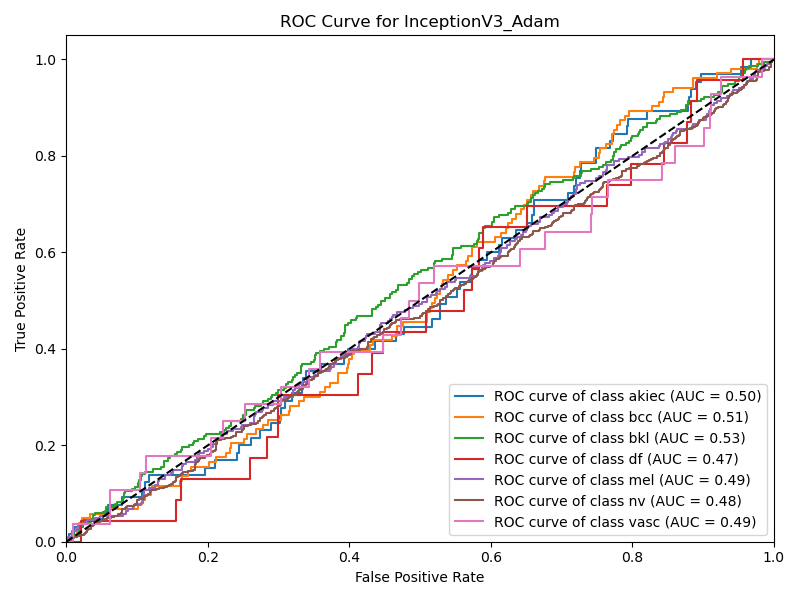 ROC Curve for InceptionV3_Adam
True Positive Rate
1.0
0.8
0.6
0.4
0.2
0.0
ROC curve of class akiec (AUC = 0.50)
ROC curve of class bcc (AUC = 0.51)
ROC curve of class bkl (AUC = 0.53)
ROC curve of class df (AUC = 0.47)
ROC curve of class mel (AUC = 0.49)
ROC curve of class nv (AUC = 0.48)
ROC curve of class vasc (AUC = 0.49)
0.0 0.2 0.4 0.6 0.8 1.0
False Positive Rate